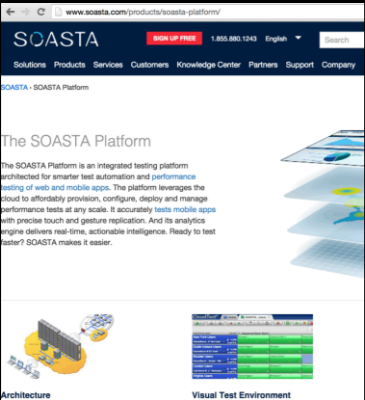 www.soasta.com/products/soasta-platform/
SOASTA
SIGN UP FREE 1.855.880.1243 English Search
Solutions Products Services Customers Knowledge Center Partners Support Company
SOASTA › SOASTA Platform
The SOASTA Platform
The SOASTA Platform is an integrated testing platform
architected for smarter test automation and performance
testing of web and mobile apps. The platform leverages the
cloud to affordably provision, configure, deploy and manage
performance tests at any scale. It accurately tests mobile apps
with precise touch and gesture replication. And its analytics
engine delivers real-time, actionable intelligence. Ready to test
faster? SOASTA makes it easier.
Architecture
Visual Test Environment